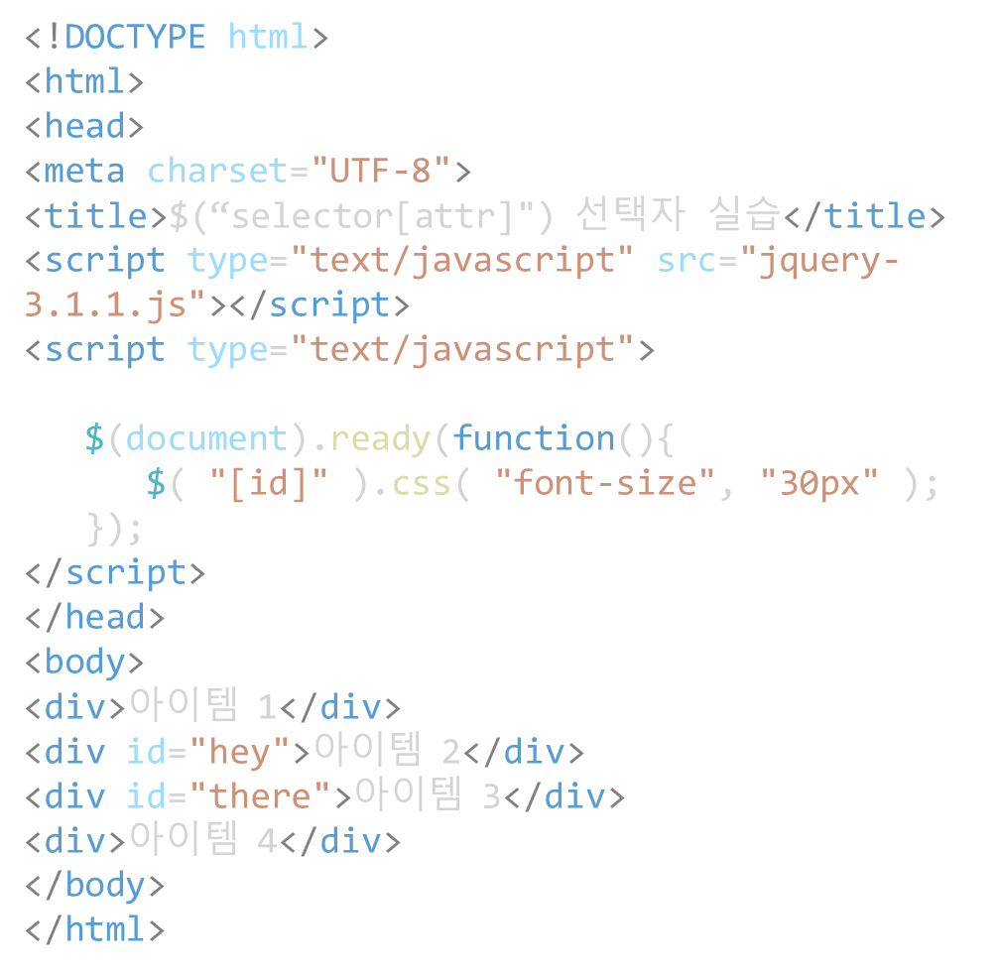 <!DOCTYPE html>
<html>
<head>
<meta charset="UTF-8">
<title>$(“selector[attr]") 선택자 실습</title>
<script type="text/javascript" src="jquery-
3.1.1.js"></script>
<script type="text/javascript">
$(document).ready(function(){
$( "[id]" ).css( "font-size", "30px" );
});
</script>
</head>
<body>
<div>아이템 1</div>
<div id="hey">아이템 2</div>
<div id="there">아이템 3</div>
<div>아이템 4</div>
</body>
</html>